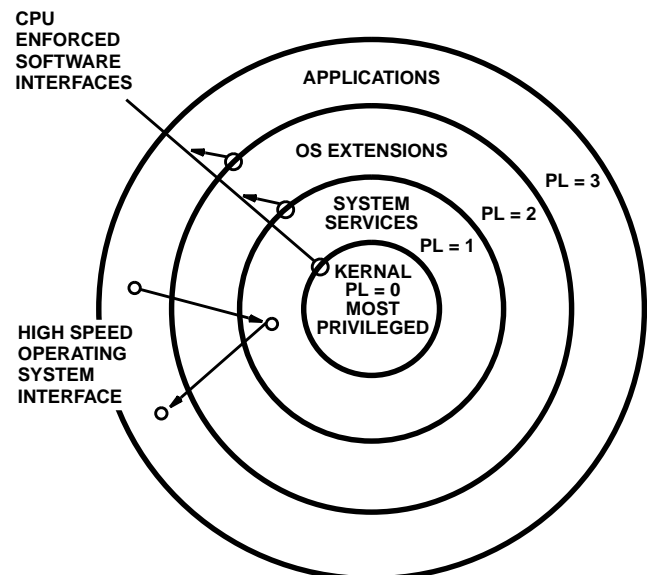 CPU
ENFORCED
SOFTWARE
INTERFACES
APPLICATIONS
OS EXTENSIONS
PL = 3
SYSTEM
SERVICES
PL = 2
PL = 1
KERNAL
PL = 0
MOST
PRIVILEGED
HIGH SPEED
OPERATING
SYSTEM
INTERFACE